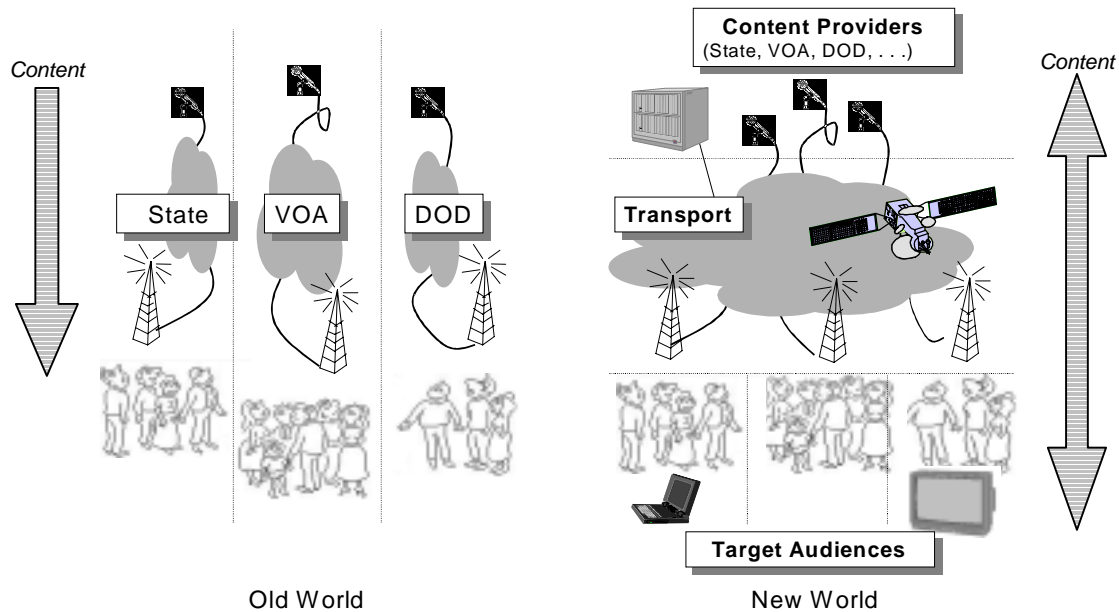 Content
State
VOA
DOD
Old World
Content Providers
(State, VOA, DOD, . . .)
Content
Transport
Target Audiences
New World